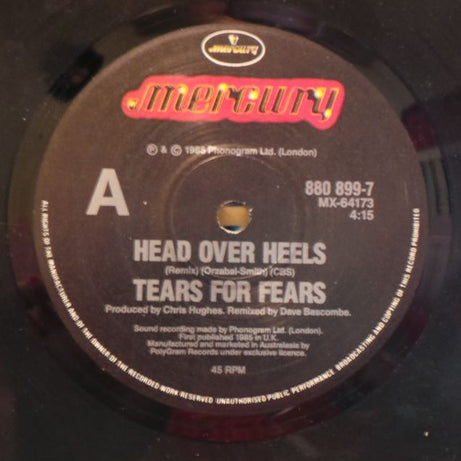 mercury
mercury
℗ & © 1985 Phonogram Ltd. (London)
A
880 899-7
MX-64173
4:15
HEAD OVER HEELS
(Remix) (Orzabal-Smith) (CBS)
TEARS FOR FEARS
Produced by Chris Hughes. Remixed by Dave Bascombe.
Sound recording made by Phonogram Ltd. (London).
First published 1985 in U.K.
Manufactured and marketed in Australasia by
PolyGram Records under exclusive licence.
45 RPM
ALL RIGHTS OF THE MANUFACTURER AND OF THE OWNER OF THE RECORDED WORK RESERVED UNAUTHORISED PUBLIC PERFORMANCE BROADCASTING AND COPYING OF THIS RECORD PROHIBITED